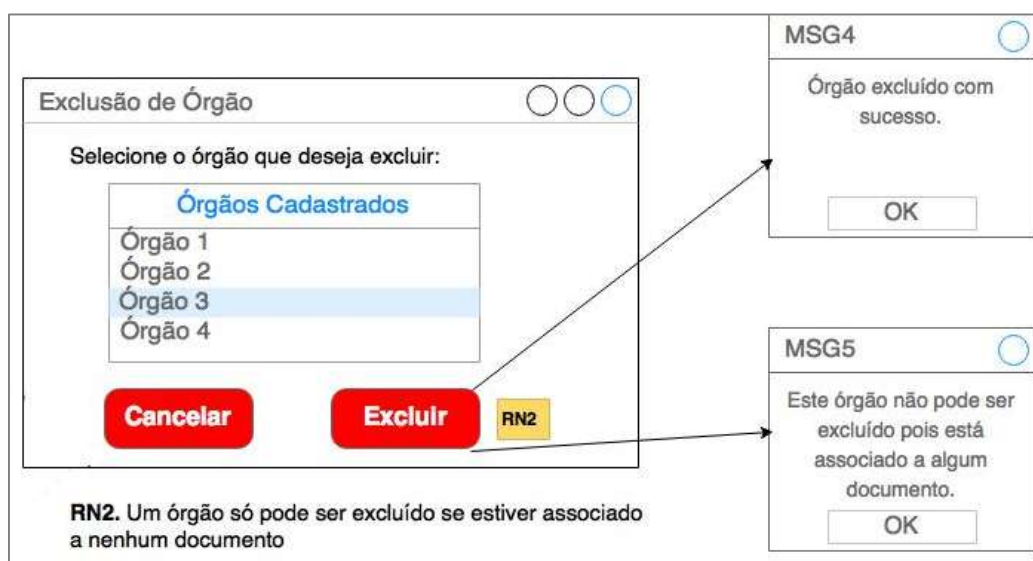 Exclusão de Órgão
Selecione o órgão que deseja excluir:
Órgãos Cadastrados
Órgão 1
Órgão 2
Órgão 3
Órgão 4
Cancelar
Excluir
RN2
RN2. Um órgão só pode ser excluído se estiver associado
a nenhum documento
MSG4
Órgão excluído com
sucesso.
OK
MSG5
Este órgão não pode ser
excluído pois está
associado a algum
documento.
OK